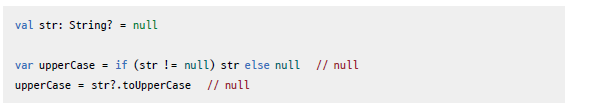 val str: String? = null
var upperCase = if (str != null) str else null // null
upperCase = str?.toUpperCase // null